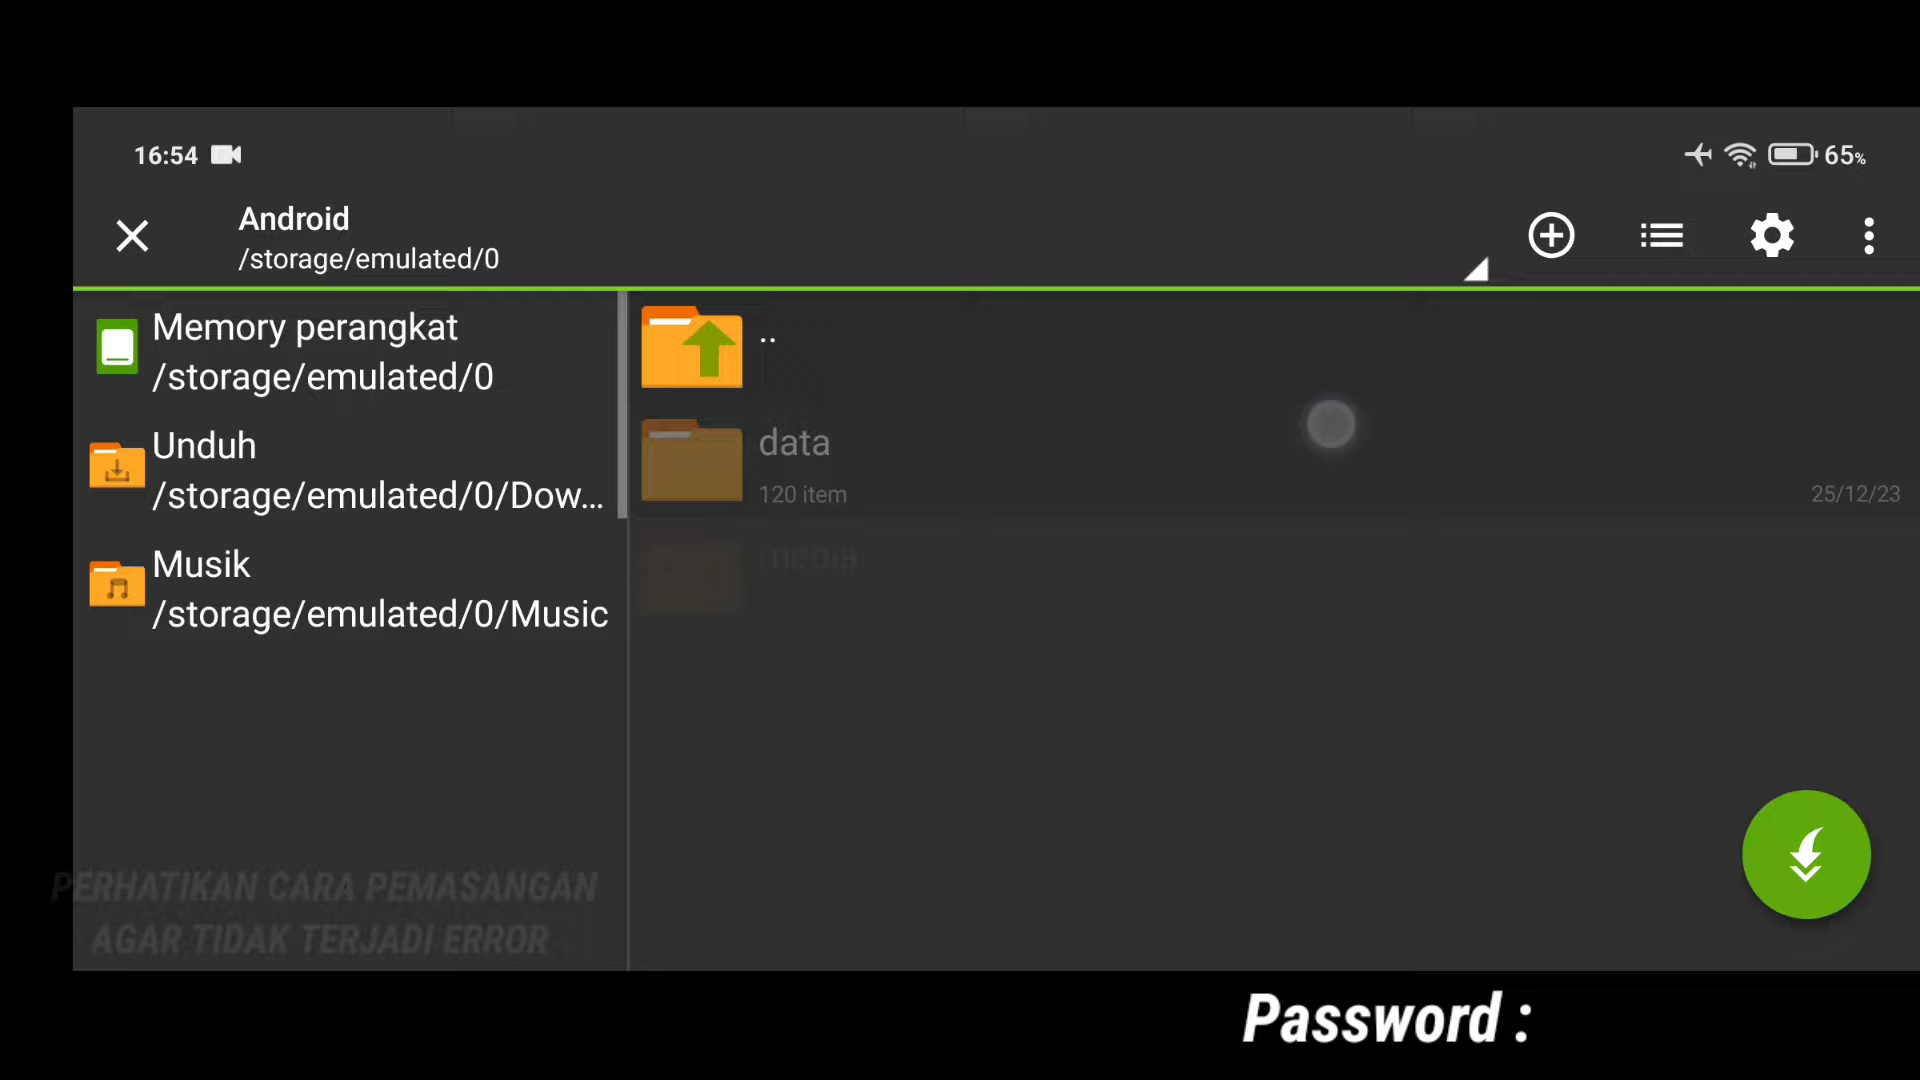 16:54
65%
Android
/storage/emulated/0
Memory perangkat
/storage/emulated/0
Unduh
/storage/emulated/0/Dow...
Musik
/storage/emulated/0/Music
..
data
120 item
25/12/23
media
PERHATIKAN CARA PEMASANGAN
AGAR TIDAK TERJADI ERROR
Password :